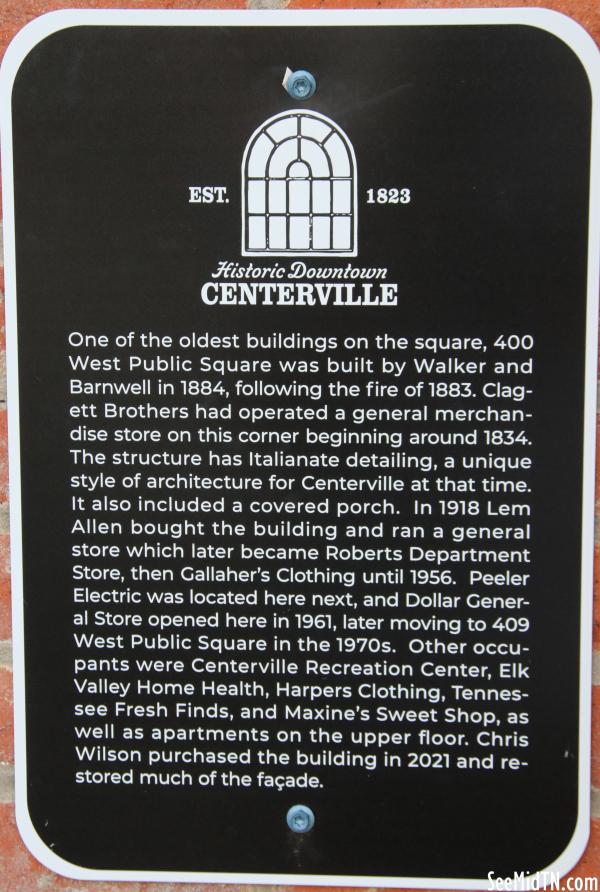 EST. 1823
Historic Downtown
CENTERVILLE
One of the oldest buildings on the square, 400
West Public Square was built by Walker and
Barnwell in 1884, following the fire of 1883. Clag-
ett Brothers had operated a general merchan-
dise store on this corner beginning around 1834.
The structure has Italianate detailing, a unique
style of architecture for Centerville at that time.
It also included a covered porch. In 1918 Lem
Allen bought the building and ran a general
store which later became Roberts Department
Store, then Gallaher's Clothing until 1956. Peeler
Electric was located here next, and Dollar Gener-
al Store opened here in 1961, later moving to 409
West Public Square in the 1970s. Other occu-
pants were Centerville Recreation Center, Elk
Valley Home Health, Harpers Clothing, Tennes-
see Fresh Finds, and Maxine's Sweet Shop, as
well as apartments on the upper floor. Chris
Wilson purchased the building in 2021 and re-
stored much of the façade.
SeeMidTN.com